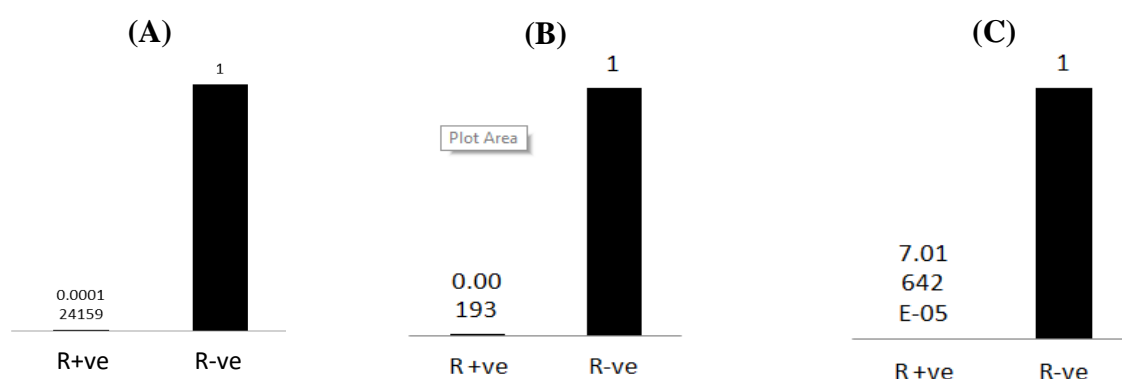 (A)
1
0.0001
24159
R+ve
R-ve
(B)
1
Plot Area
0.00
193
R +ve
R-ve
(C)
1
7.01
642
E-05
R +ve
R-ve